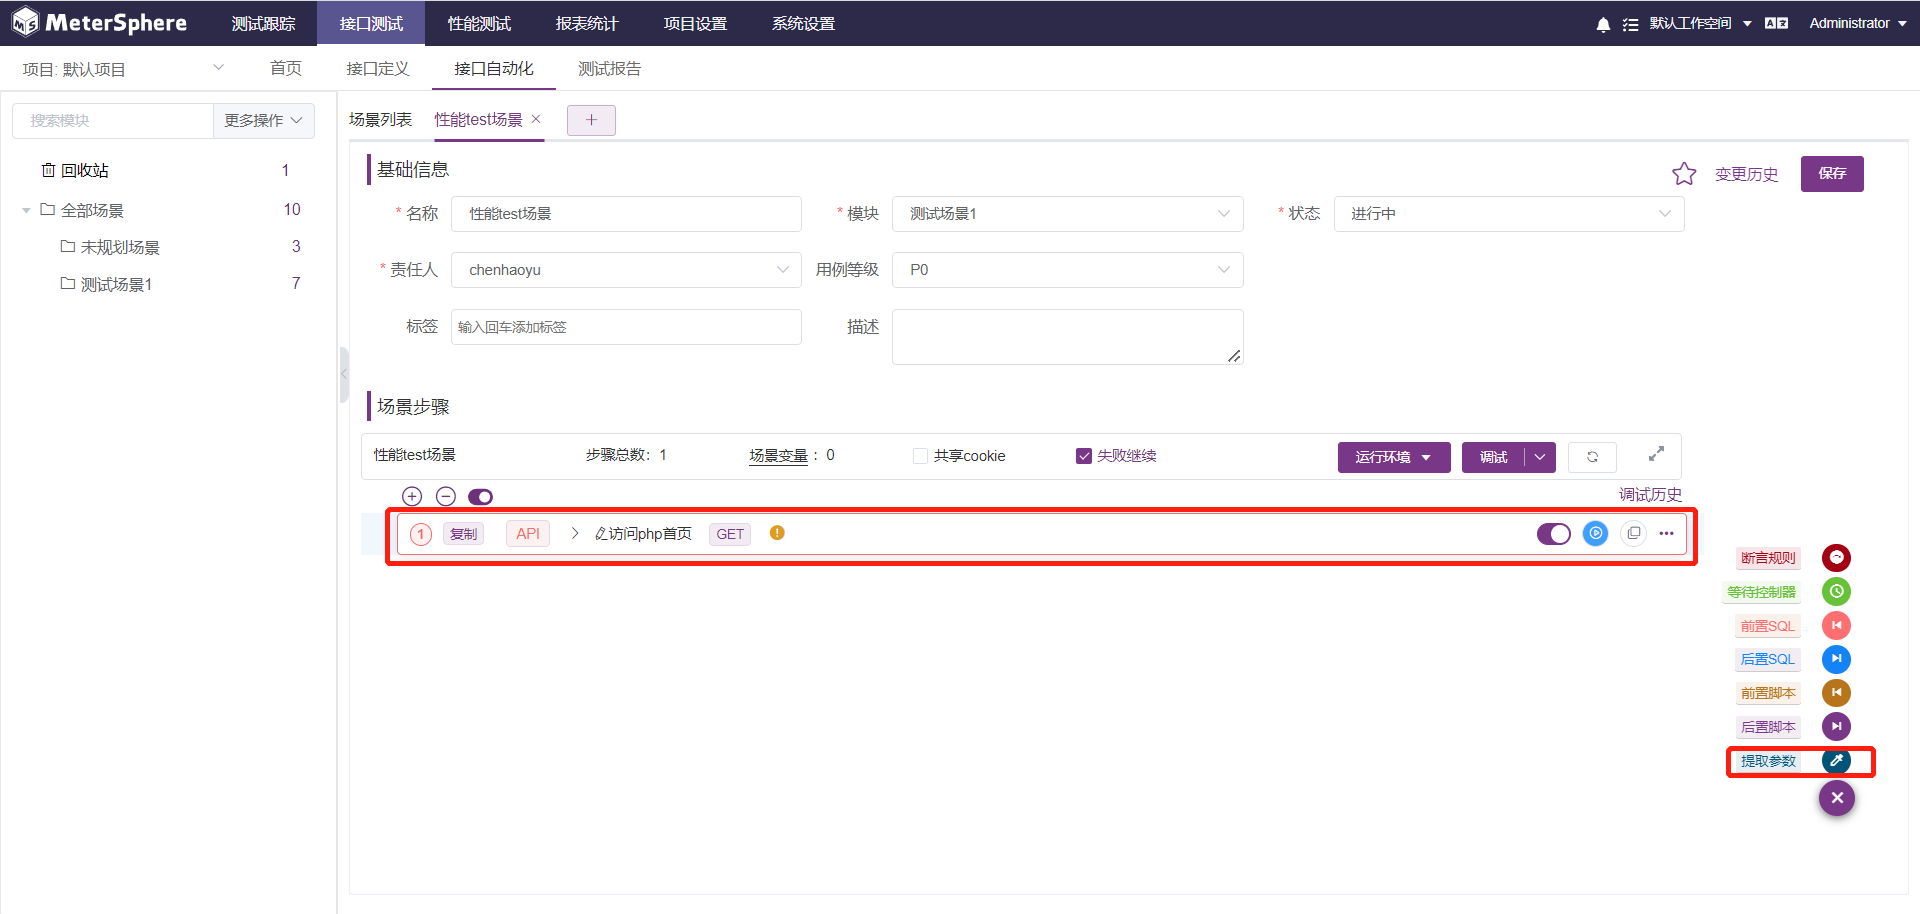 MeterSphere 测试跟踪 接口测试 性能测试 报表统计 项目设置 系统设置 默认工作空间 Administrator
项目: 默认项目 首页 接口定义 接口自动化 测试报告
搜索模块 更多操作
回收站 1
全部场景 10
未规划场景 3
测试场景1 7
场景列表 性能test场景 × +
基础信息 变更历史 保存
* 名称 性能test场景 * 模块 测试场景1 * 状态 进行中
* 责任人 chenhaoyu 用例等级 P0
标签 输入回车添加标签 描述
场景步骤
性能test场景 步骤总数: 1 场景变量 : 0 共享cookie 失败继续 运行环境 调试
调试历史
1 复制 API 访问php首页 GET
断言规则
等待控制器
前置SQL
后置SQL
前置脚本
后置脚本
提取参数